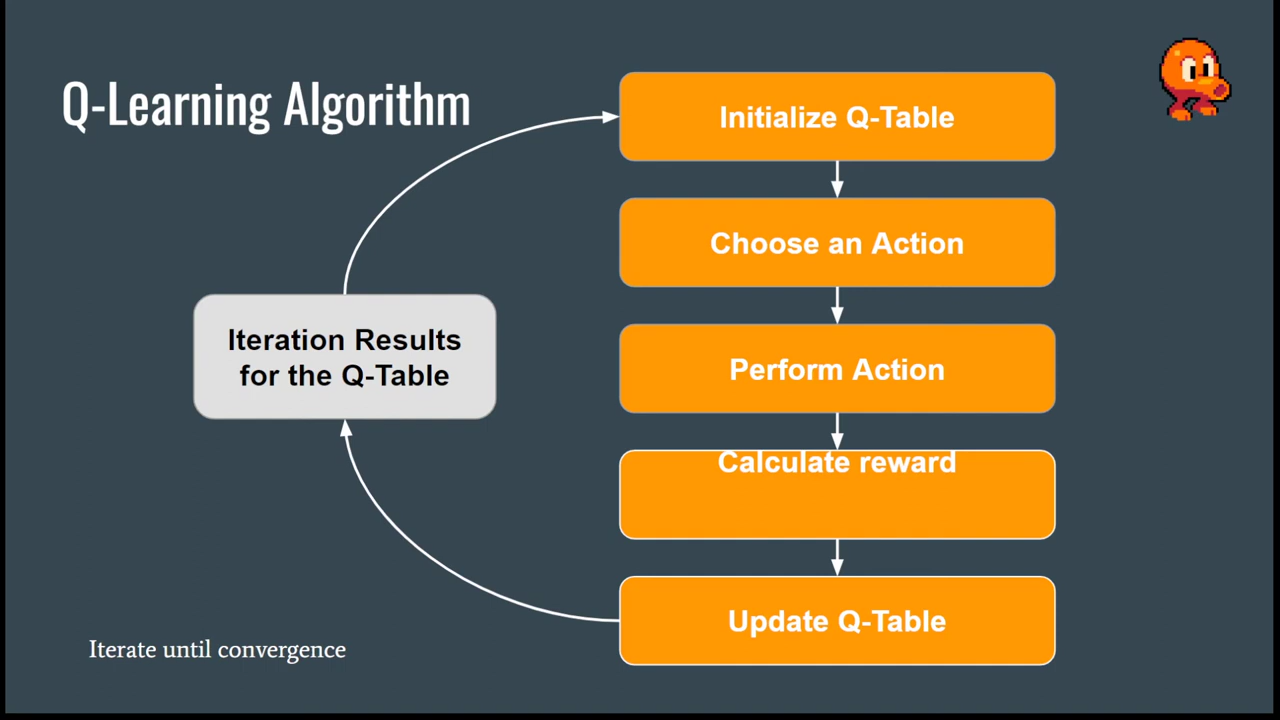 Q-Learning Algorithm
Initialize Q-Table
Choose an Action
Perform Action
Calculate reward
Update Q-Table
Iteration Results
for the Q-Table
Iterate until convergence